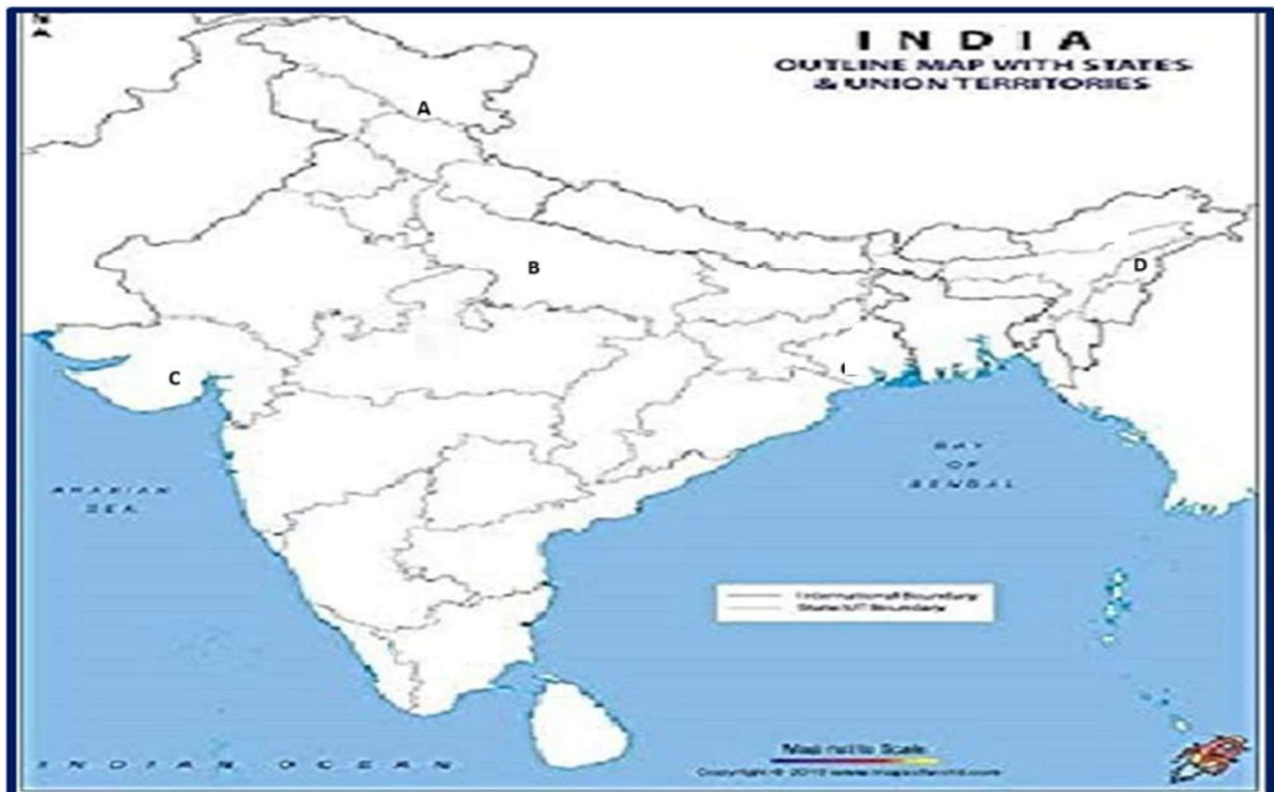 N
INDIA
OUTLINE MAP WITH STATES
& UNION TERRITORIES
A
B
D
C
ARABIAN
SEA
BAY
OF
BENGAL
International Boundary
State/UT Boundary
Map not to Scale
INDIAN OCEAN